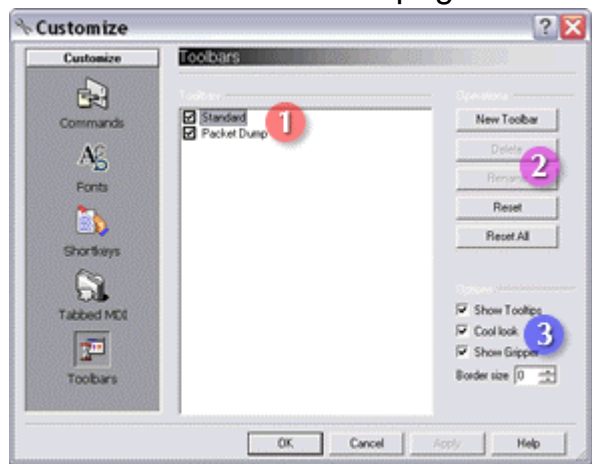 Customize
Customize
Commands
Fonts
Shortkeys
Tabbed MDI
Toolbars
Toolbars
Toolbars
Standard
Packet Dump
1
Operations
New Toolbar
Delete
Rename
2
Reset
Reset All
Options
Show Tooltips
Cool look
3
Show Gripper
Border size 0
OK
Cancel
Apply
Help